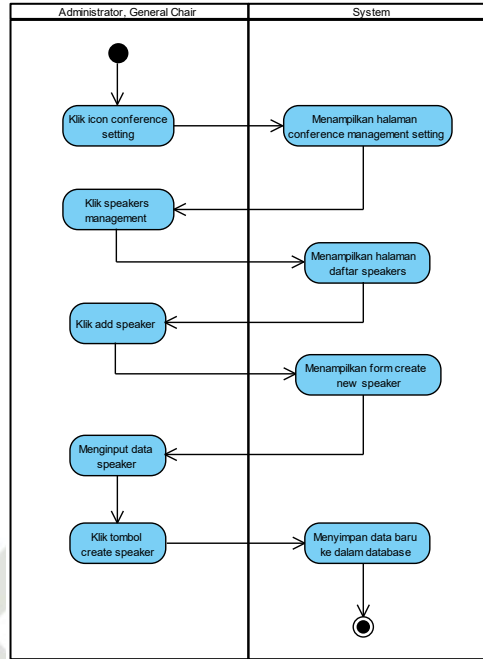 Administrator, General Chair
System
Klik icon conference
setting
Menampilkan halaman
conference management setting
Klik speakers
management
Menampilkan halaman
daftar speakers
Klik add speaker
Menampilkan form create
new speaker
Menginput data
speaker
Klik tombol
create speaker
Menyimpan data baru
ke dalam database